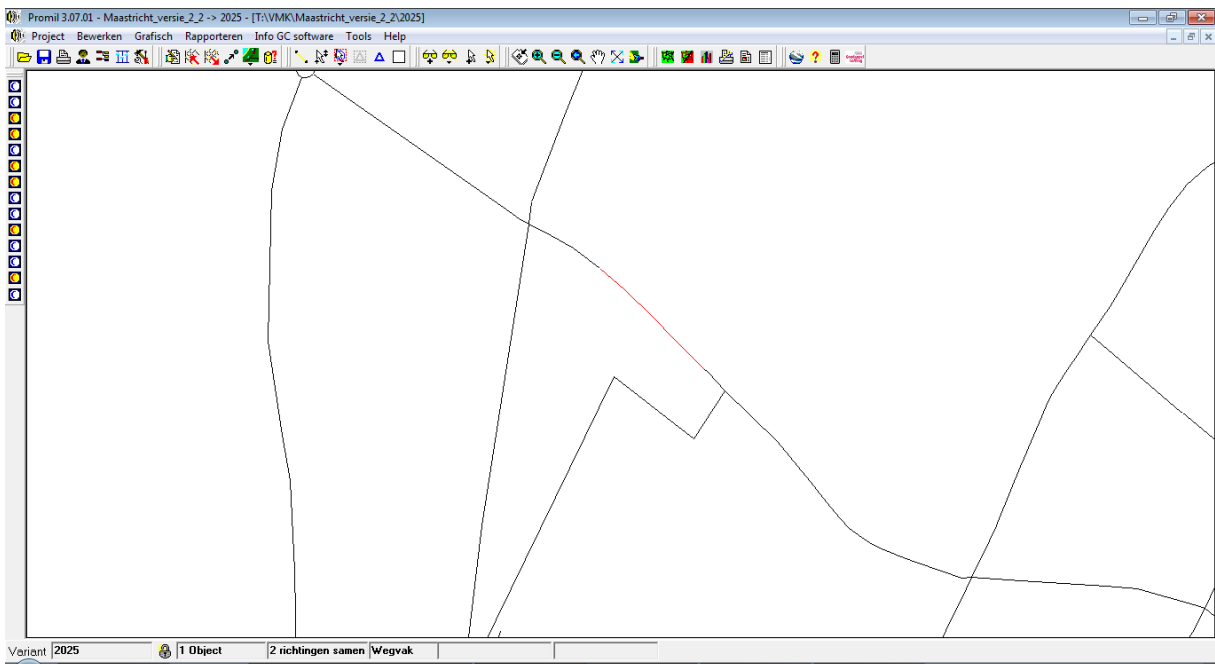 Promil 3.07.01 - Maastricht_versie_2_2 -> 2025 - [T:\VMK\Maastricht_versie_2_2\2025]
Project Bewerken Grafisch Rapporteren Info GC software Tools Help
Variant 2025 1 Object 2 richtingen samen Wegvak